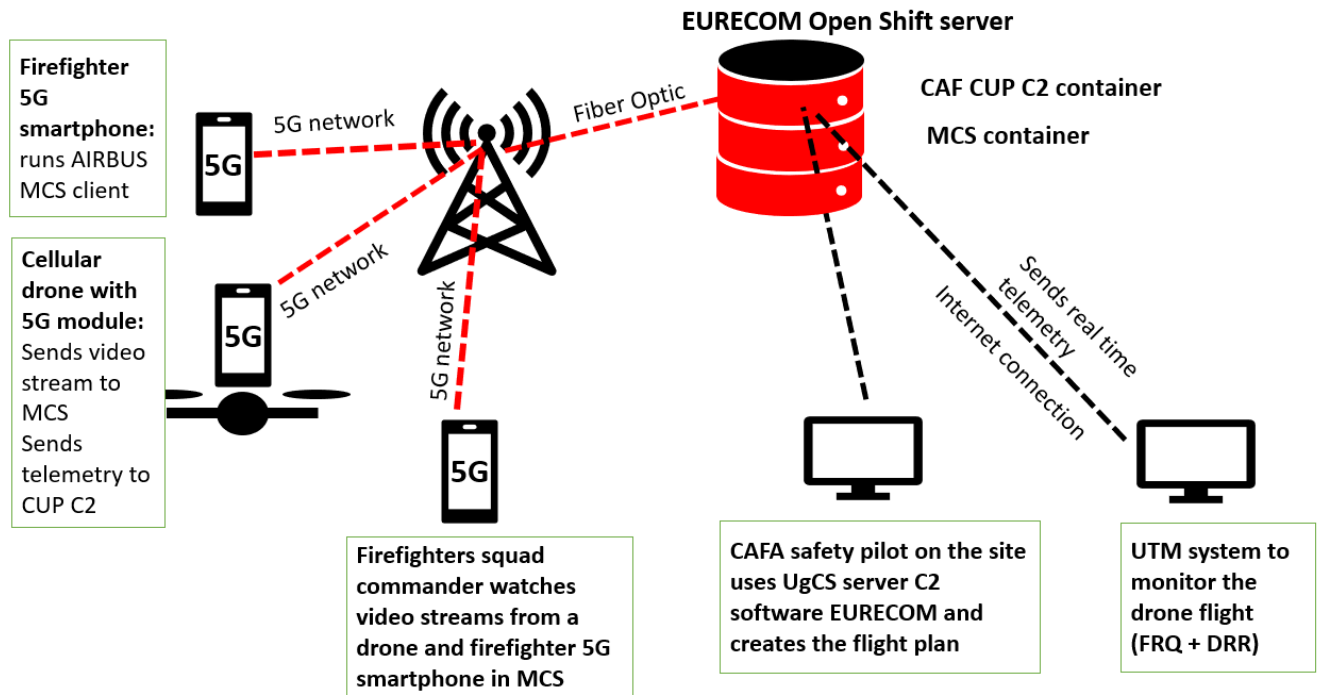 EURECOM Open Shift server
Firefighter
5G
smartphone:
runs AIRBUS
MCS client
5G
5G network
Fiber Optic
CAF CUP C2 container
MCS container
Cellular
drone with
5G module:
Sends video
stream to
MCS
Sends
telemetry to
CUP C2
5G
5G network
5G network
5G
Sends real time
telemetry
Internet connection
Firefighters squad
commander watches
video streams from a
drone and firefighter 5G
smartphone in MCS
CAFA safety pilot on the site
uses UgCS server C2
software EURECOM and
creates the flight plan
UTM system to
monitor the
drone flight
(FRQ + DRR)